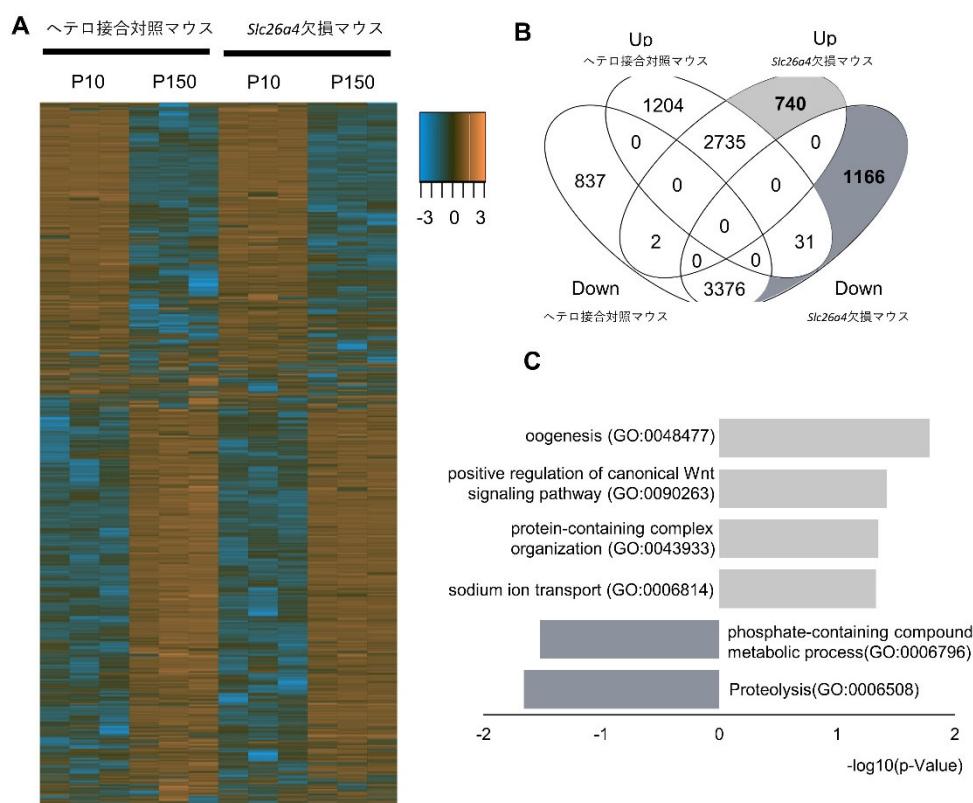 A
ヘテロ接合対照マウス
Slc26a4欠損マウス
P10
P150
P10
P150
-3 0 3
B
Up
ヘテロ接合対照マウス
Up
Slc26a4欠損マウス
1204
740
0
2735
0
837
0
0
1166
0
2
31
0
0
3376
Down
ヘテロ接合対照マウス
Down
Slc26a4欠損マウス
C
oogenesis (GO:0048477)
positive regulation of canonical Wnt
signaling pathway (GO:0090263)
protein-containing complex
organization (GO:0043933)
sodium ion transport (GO:0006814)
phosphate-containing compound
metabolic process(GO:0006796)
Proteolysis(GO:0006508)
-2 -1 0 1 2
-log10(p-Value)